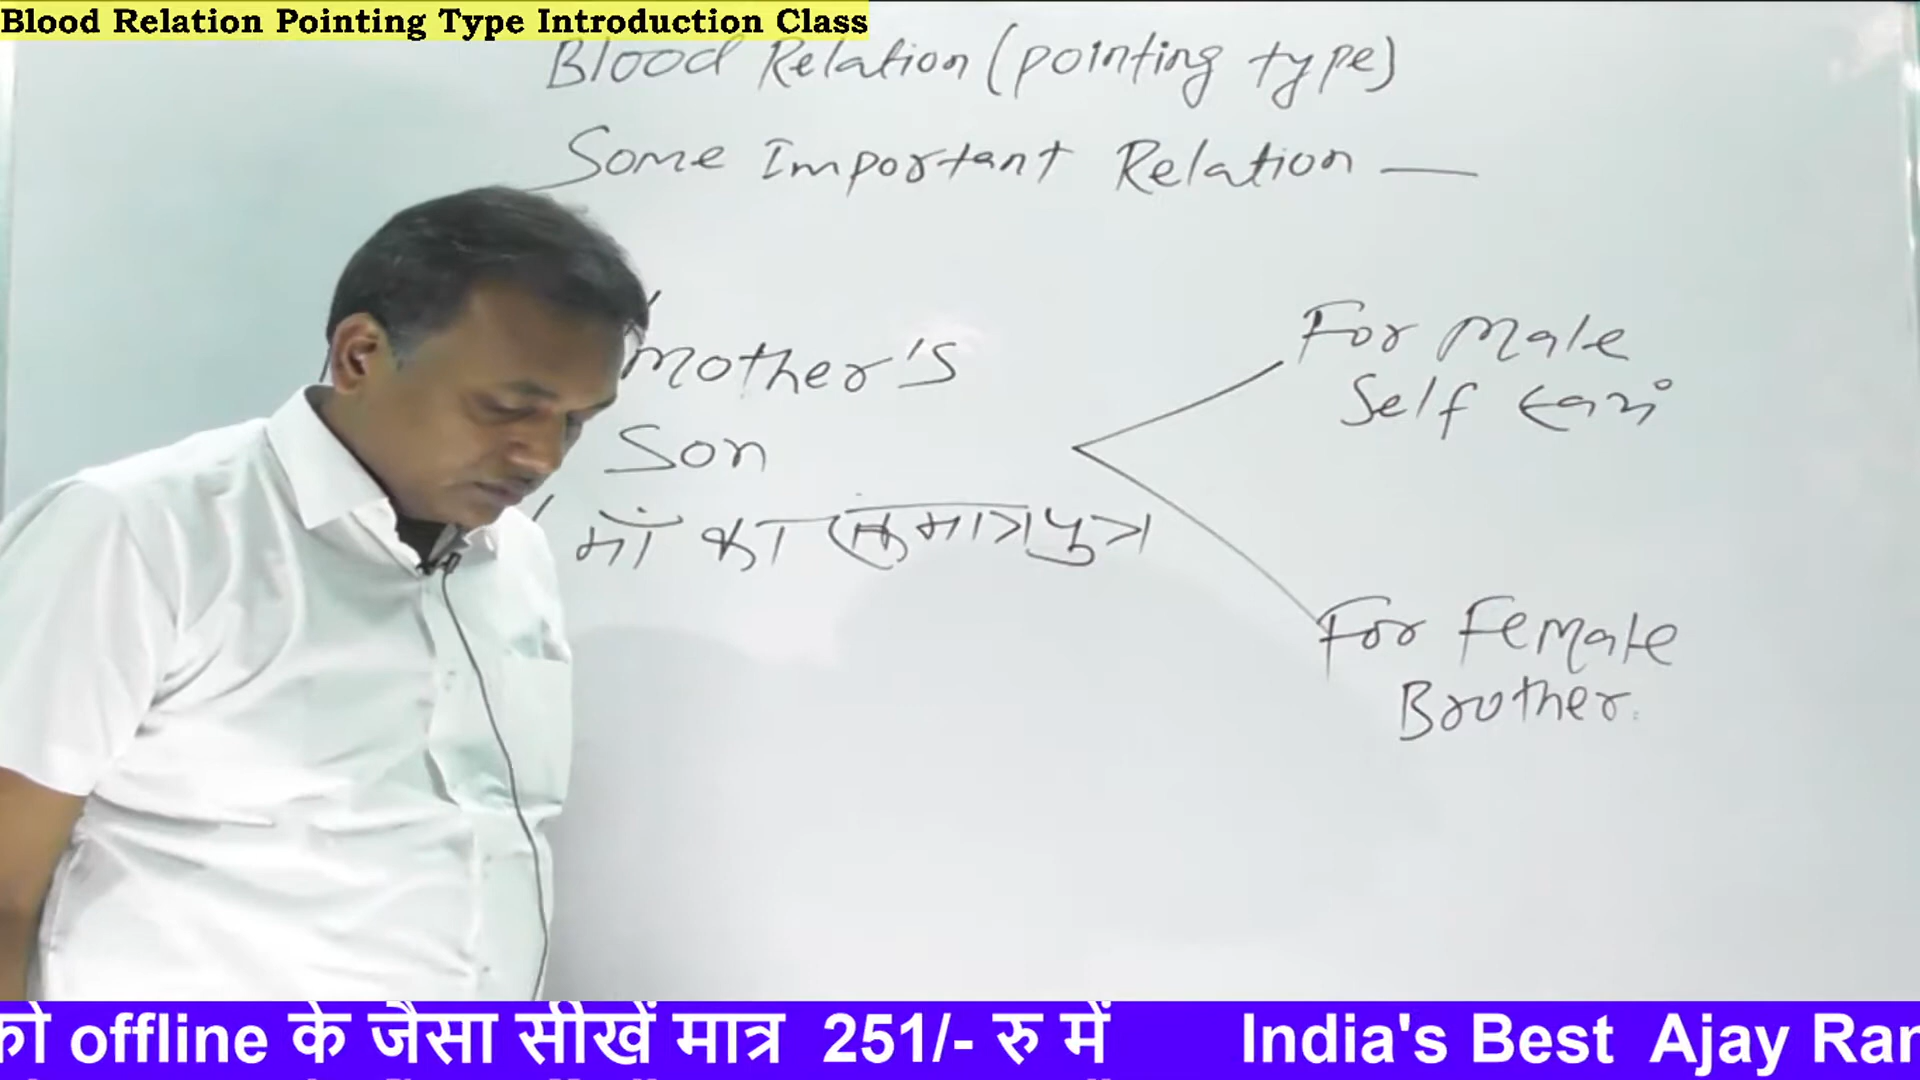 Blood Relation Pointing Type Introduction Class
Blood Relation (pointing type)
Some Important Relation —
Mother's
Son
माँ का एकमात्र पुत्र
For Male
Self स्वयं
For Female
Brother.
को offline के जैसा सीखें मात्र 251/- रु में India's Best Ajay Ran